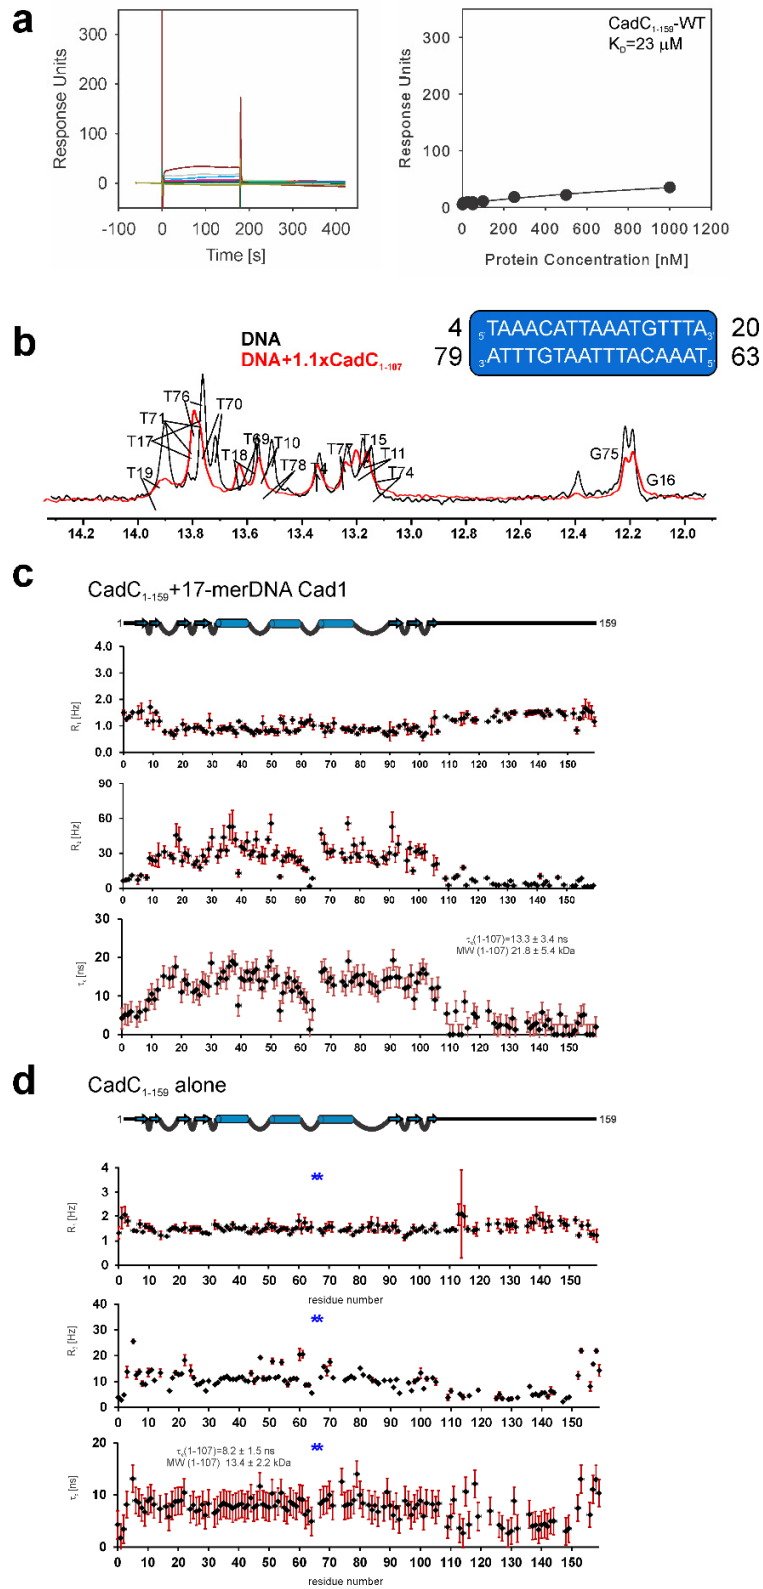 a
Response Units
300
200
100
0
-100 0 100 200 300 400
Time [s]
Response Units
300
200
100
0
CadC1-159-WT
KD=23 µM
0 200 400 600 800 1000 1200
Protein Concentration [nM]
b
DNA
DNA+1.1xCadC1-107
4 5'TAAACATTAAATGTTTA3' 20
79 3'ATTTGTAATTTACAAAT5' 63
T76
T71
T70
T17
T19
T18
T69
T10
T78
T4
T77
T15
T11
T74
G75
G16
14.2 14.0 13.8 13.6 13.4 13.2 13.0 12.8 12.6 12.4 12.2 12.0
c
CadC1-159+17-merDNA Cad1
1 159
R1 [Hz]
4.0
3.0
2.0
1.0
0.0
0 10 20 30 40 50 60 70 80 90 100 110 120 130 140 150
R2 [Hz]
90
60
30
0
0 10 20 30 40 50 60 70 80 90 100 110 120 130 140 150
τc [ns]
30
20
10
0
τc(1-107)=13.3 ± 3.4 ns
MW (1-107) 21.8 ± 5.4 kDa
0 10 20 30 40 50 60 70 80 90 100 110 120 130 140 150
d
CadC1-159 alone
1 159
R1 [Hz]
4
3
2
1
0
**
0 10 20 30 40 50 60 70 80 90 100 110 120 130 140 150
residue number
R2 [Hz]
40
30
20
10
0
**
0 10 20 30 40 50 60 70 80 90 100 110 120 130 140 150
τc [ns]
20
10
0
τc(1-107)=8.2 ± 1.5 ns
MW (1-107) 13.4 ± 2.2 kDa
**
0 10 20 30 40 50 60 70 80 90 100 110 120 130 140 150
residue number